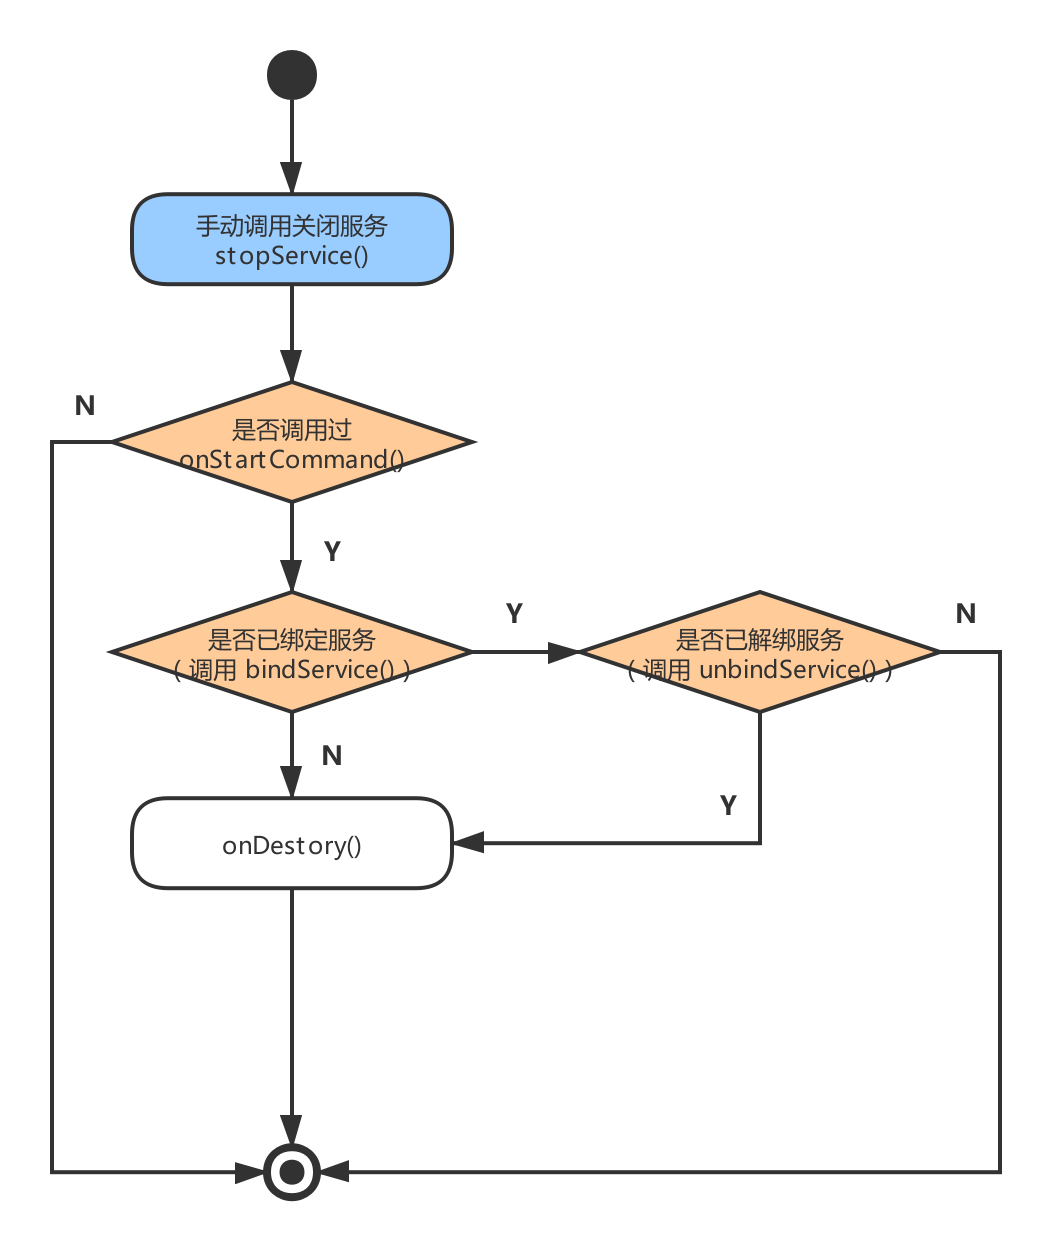 手动调用关闭服务
stopService()
N
是否调用过
onStartCommand()
Y
是否已绑定服务
( 调用 bindService() )
Y
是否已解绑服务
( 调用 unbindService() )
N
N
Y
onDestory()